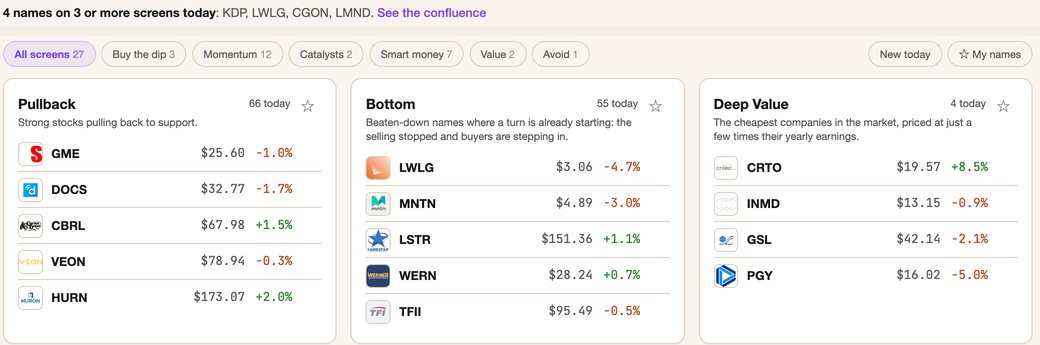 4 names on 3 or more screens today: KDP, LWLG, CGON, LMND. See the confluence
All screens 27 Buy the dip 3 Momentum 12 Catalysts 2 Smart money 7 Value 2 Avoid 1 New today ☆ My names
Pullback 66 today ☆
Strong stocks pulling back to support.
GME $25.60 -1.0%
DOCS $32.77 -1.7%
CBRL $67.98 +1.5%
VEON VEON $78.94 -0.3%
HURON HURN $173.07 +2.0%
Bottom 55 today ☆
Beaten-down names where a turn is already starting: the
selling stopped and buyers are stepping in.
LWLG $3.06 -4.7%
mntn MNTN $4.89 -3.0%
LANDSTAR LSTR $151.36 +1.1%
WERNER WERN $28.24 +0.7%
TFI TFII $95.49 -0.5%
Deep Value 4 today ☆
The cheapest companies in the market, priced at just a
few times their yearly earnings.
criteo CRTO $19.57 +8.5%
INMD $13.15 -0.9%
GSL $42.14 -2.1%
PGY $16.02 -5.0%